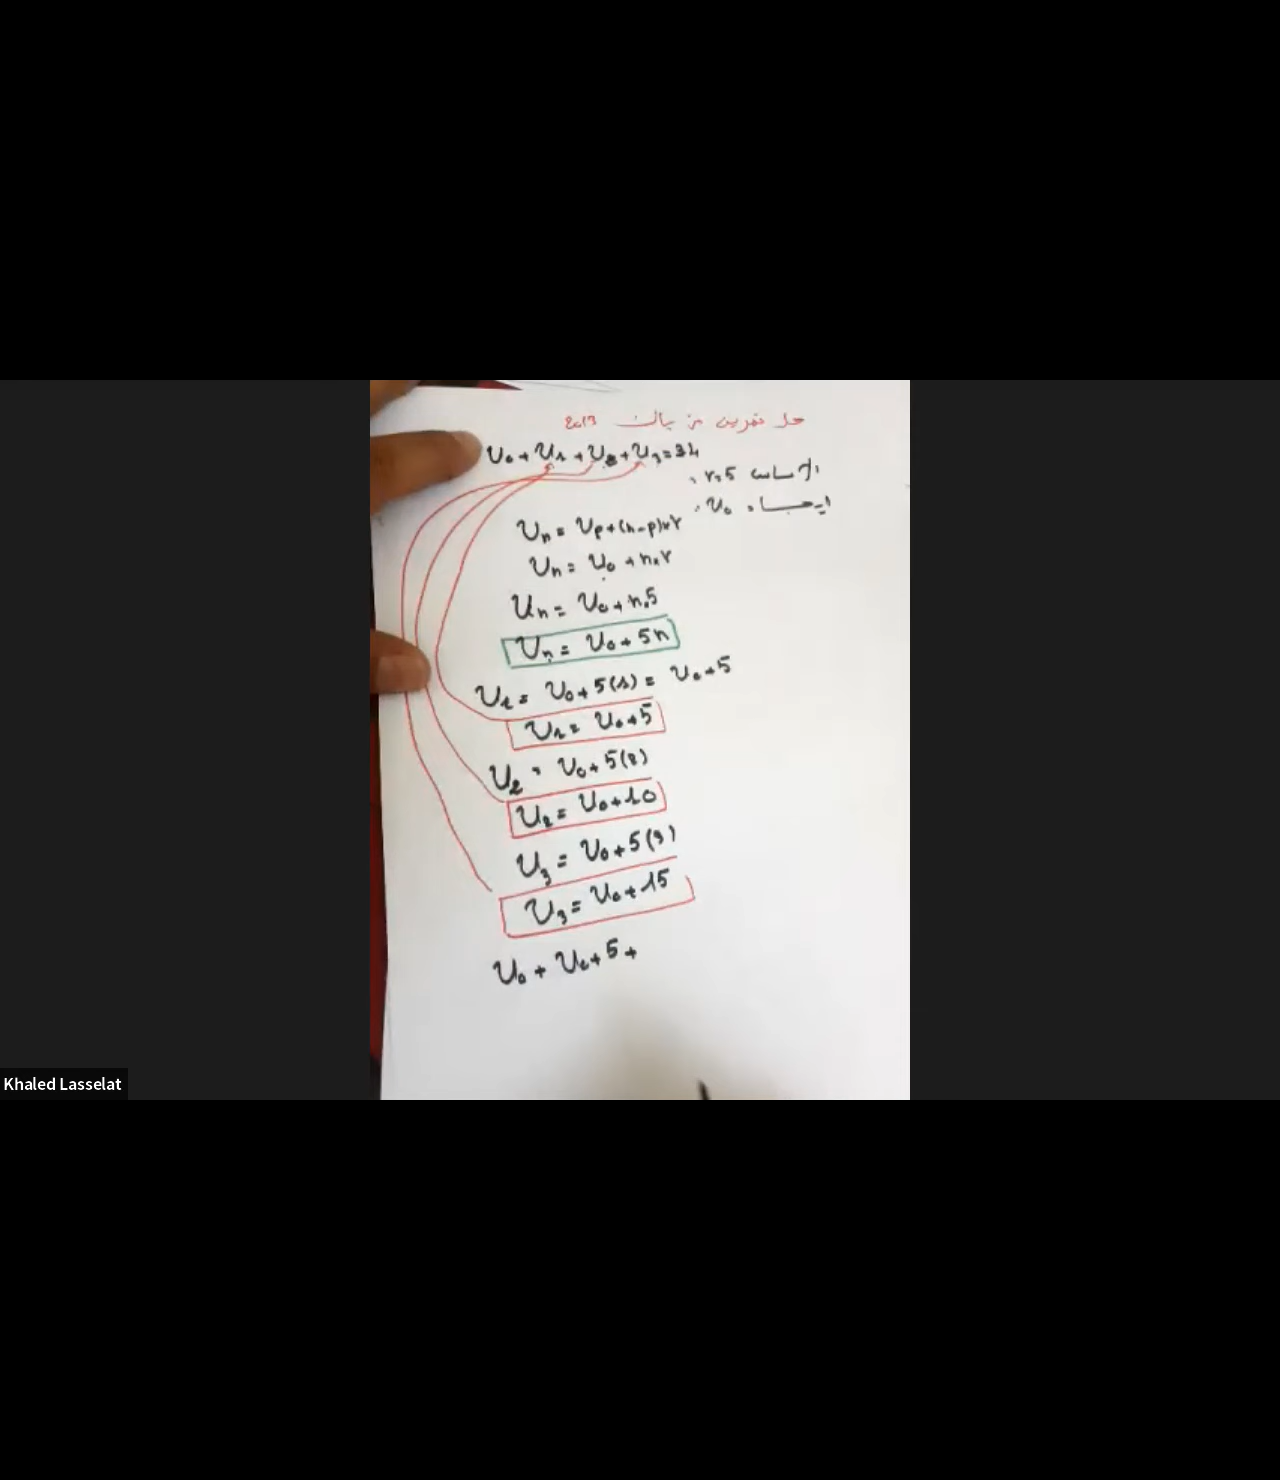 حل تمرين من باك 2013
U₀ + U₁ + U₂ + U₃ = 34
الأساس r=5
إيجاد U₀
Uₙ = Uₚ + (n-p)×r
Uₙ = U₀ + n.r
Uₙ = U₀ + n.5
Uₙ = U₀ + 5n
U₁ = U₀ + 5(1) = U₀ + 5
U₁ = U₀ + 5
U₂ = U₀ + 5(2)
U₂ = U₀ + 10
U₃ = U₀ + 5(3)
U₃ = U₀ + 15
U₀ + U₀ + 5 +
Khaled Lasselat